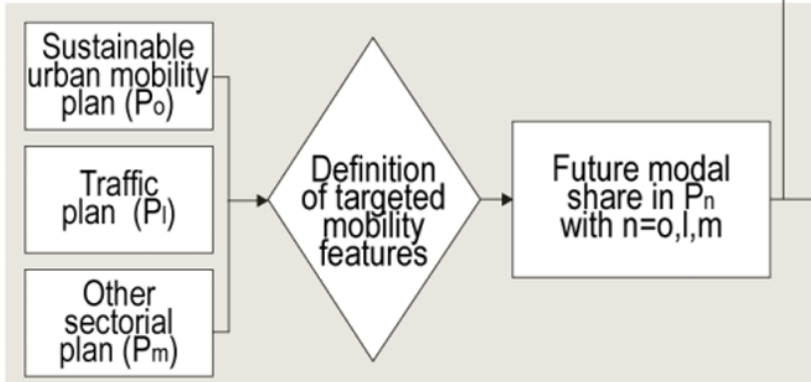 Sustainable
urban mobility
plan (Po)
Traffic
plan (Pl)
Other
sectorial
plan (Pm)
Definition
of targeted
mobility
features
Future modal
share in Pn
with n=o,l,m